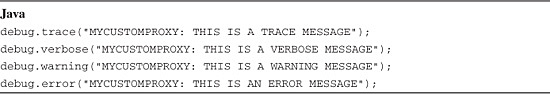 Java
debug.trace("MYCUSTOMPROXY: THIS IS A TRACE MESSAGE");
debug.verbose("MYCUSTOMPROXY: THIS IS A VERBOSE MESSAGE");
debug.warning("MYCUSTOMPROXY: THIS IS A WARNING MESSAGE");
debug.error("MYCUSTOMPROXY: THIS IS AN ERROR MESSAGE");